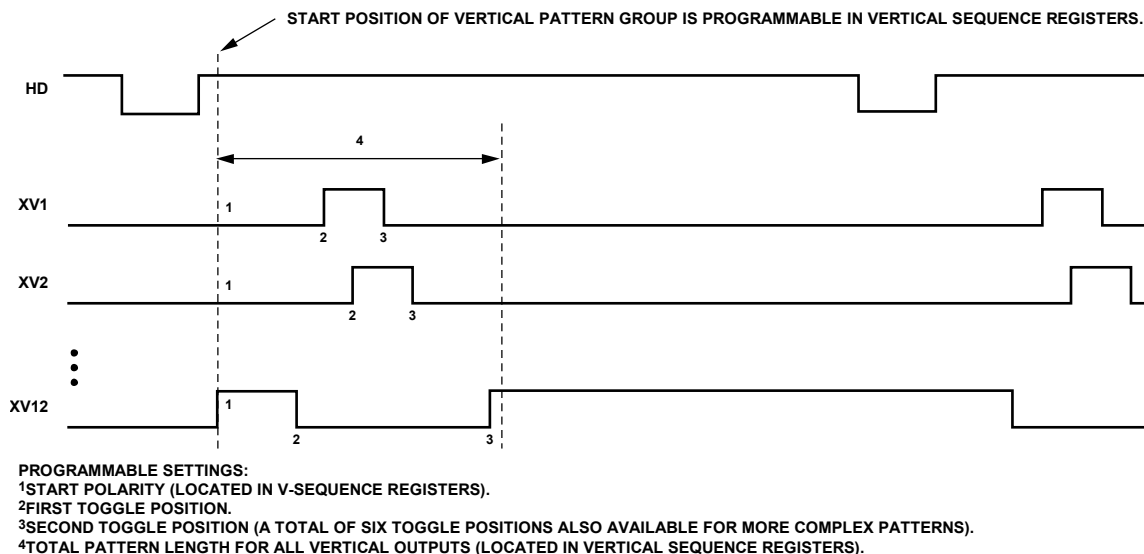 START POSITION OF VERTICAL PATTERN GROUP IS PROGRAMMABLE IN VERTICAL SEQUENCE REGISTERS.
HD
4
XV1
1
2 3
XV2
1
2 3
XV12
1
2 3
PROGRAMMABLE SETTINGS:
1START POLARITY (LOCATED IN V-SEQUENCE REGISTERS).
2FIRST TOGGLE POSITION.
3SECOND TOGGLE POSITION (A TOTAL OF SIX TOGGLE POSITIONS ALSO AVAILABLE FOR MORE COMPLEX PATTERNS).
4TOTAL PATTERN LENGTH FOR ALL VERTICAL OUTPUTS (LOCATED IN VERTICAL SEQUENCE REGISTERS).